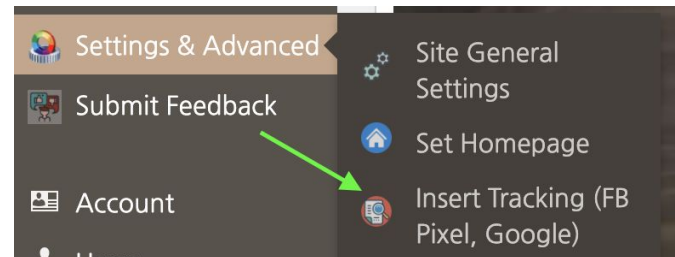 Settings & Advanced
Submit Feedback
Account
Site General
Settings
Set Homepage
Insert Tracking (FB
Pixel, Google)